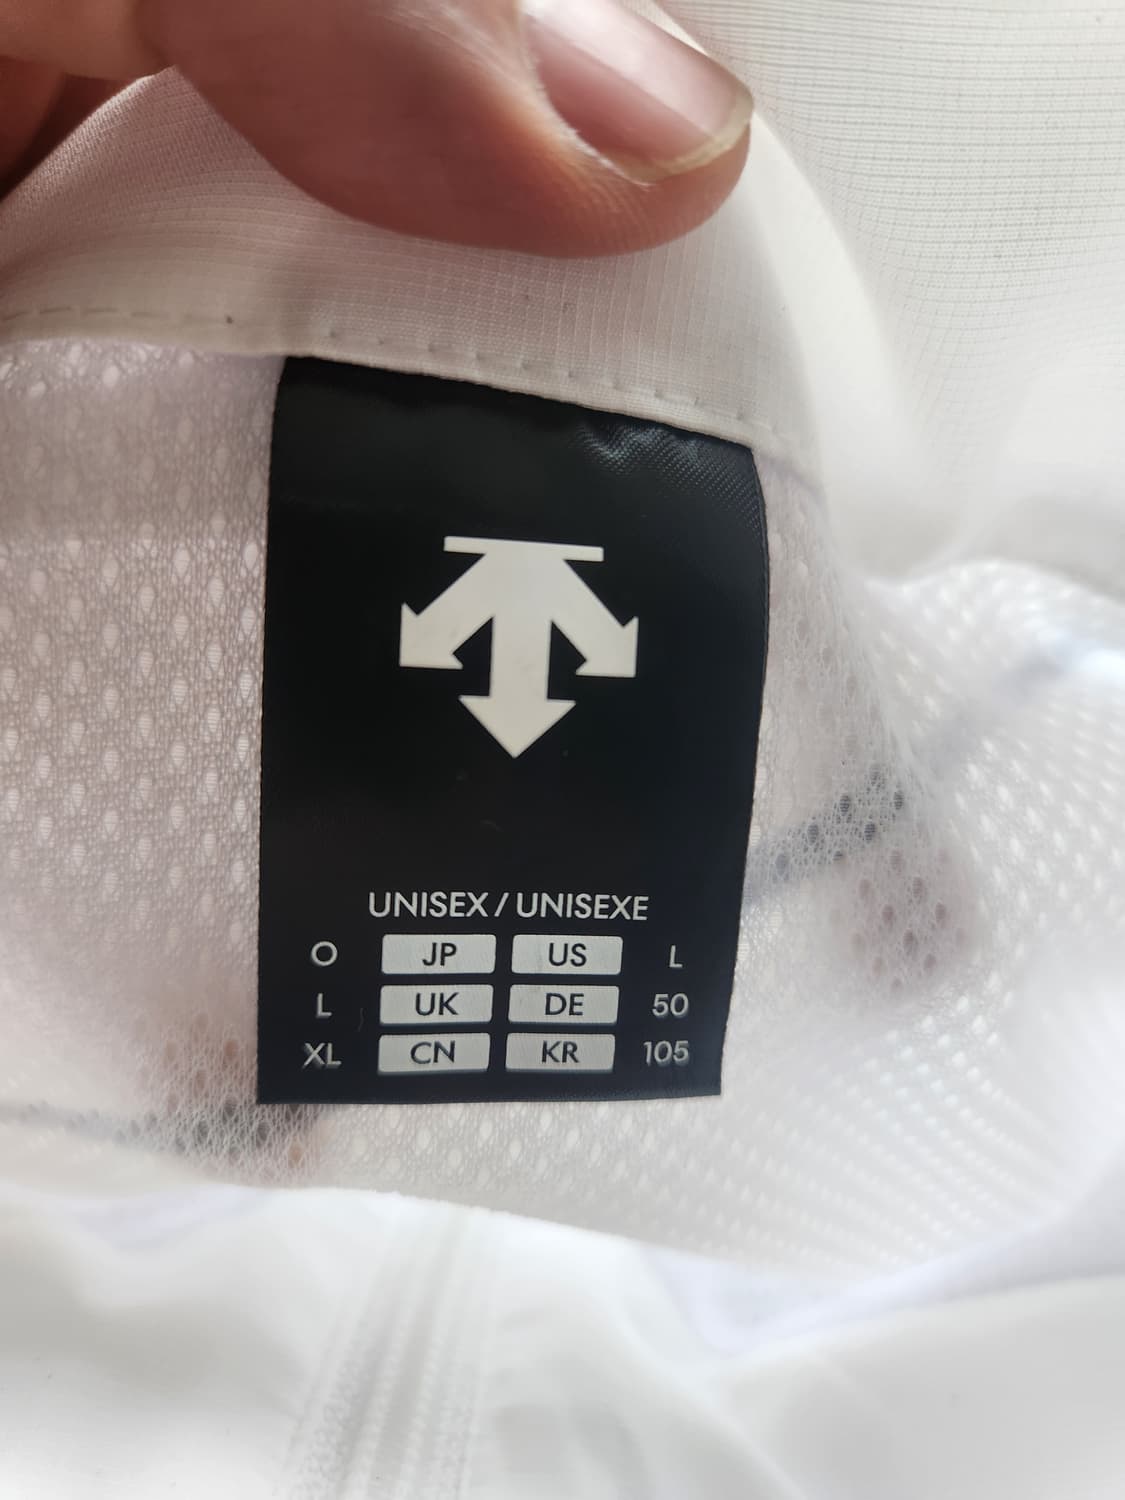 UNISEX / UNISEXE
O JP US L
L UK DE 50
XL CN KR 105